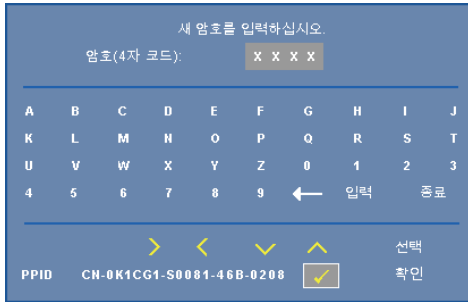 새 암호를 입력하십시오.
암호(4자 코드): X X X X
A B C D E F G H I J
K L M N O P Q R S T
U V W X Y Z 0 1 2 3
4 5 6 7 8 9 ← 입력 종료
선택
PPID CN-0K1CG1-S0081-46B-0208 ✓ 확인